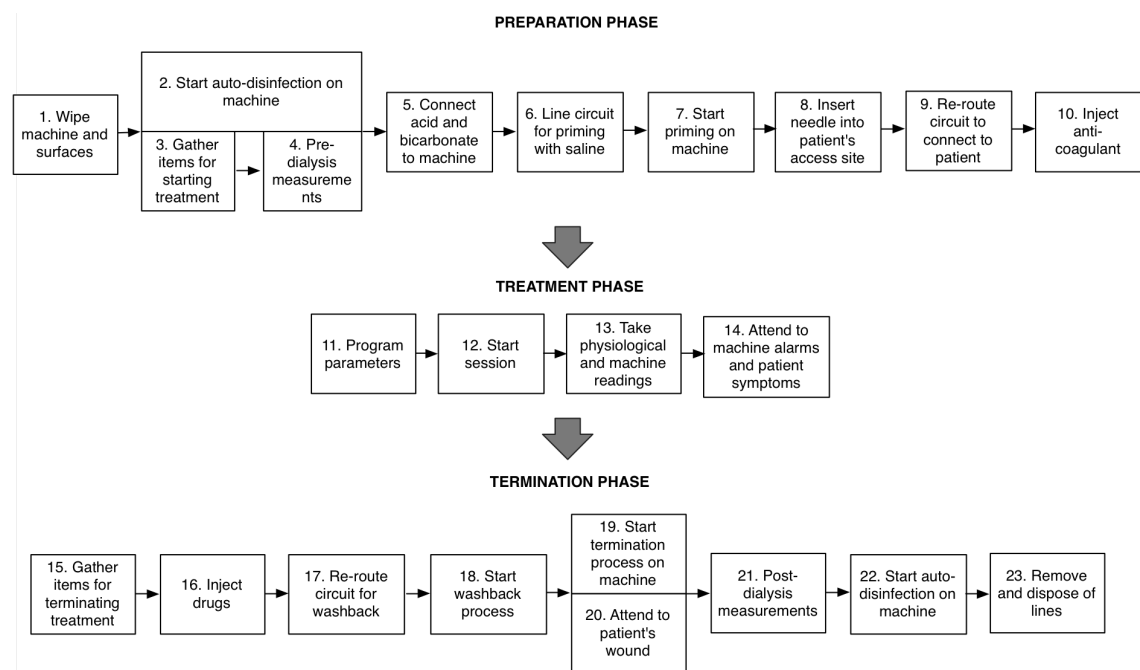 PREPARATION PHASE
1. Wipe
machine and
surfaces
2. Start auto-disinfection on
machine
3. Gather
items for
starting
treatment
4. Pre-
dialysis
measureme
nts
5. Connect
acid and
bicarbonate
to machine
6. Line circuit
for priming
with saline
7. Start
priming on
machine
8. Insert
needle into
patient's
access site
9. Re-route
circuit to
connect to
patient
10. Inject
anti-
coagulant
TREATMENT PHASE
11. Program
parameters
12. Start
session
13. Take
physiological
and machine
readings
14. Attend to
machine alarms
and patient
symptoms
TERMINATION PHASE
15. Gather
items for
terminating
treatment
16. Inject
drugs
17. Re-route
circuit for
washback
18. Start
washback
process
19. Start
termination
process on
machine
20. Attend to
patient's
wound
21. Post-
dialysis
measurements
22. Start auto-
disinfection on
machine
23. Remove
and dispose of
lines